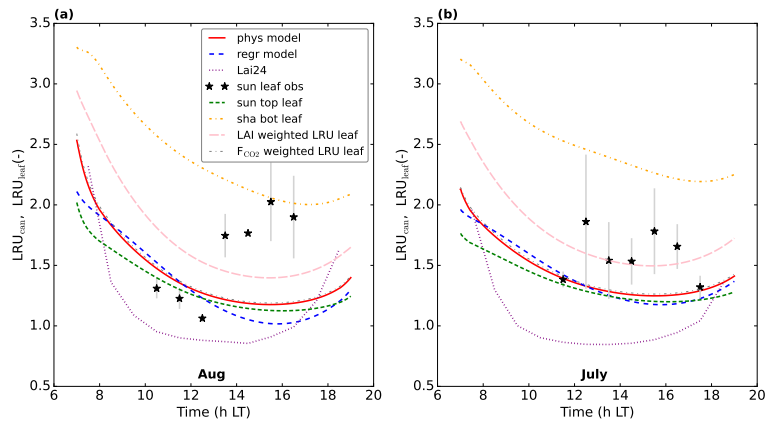 (a)
(b)
3.5
3.0
2.5
2.0
1.5
1.0
0.5
LRUcan, LRUleaf(-)
phys model
regr model
Lai24
sun leaf obs
sun top leaf
sha bot leaf
LAI weighted LRU leaf
FCO2 weighted LRU leaf
Aug
6 8 10 12 14 16 18 20
Time (h LT)
3.5
3.0
2.5
2.0
1.5
1.0
0.5
LRUcan, LRUleaf(-)
July
6 8 10 12 14 16 18 20
Time (h LT)